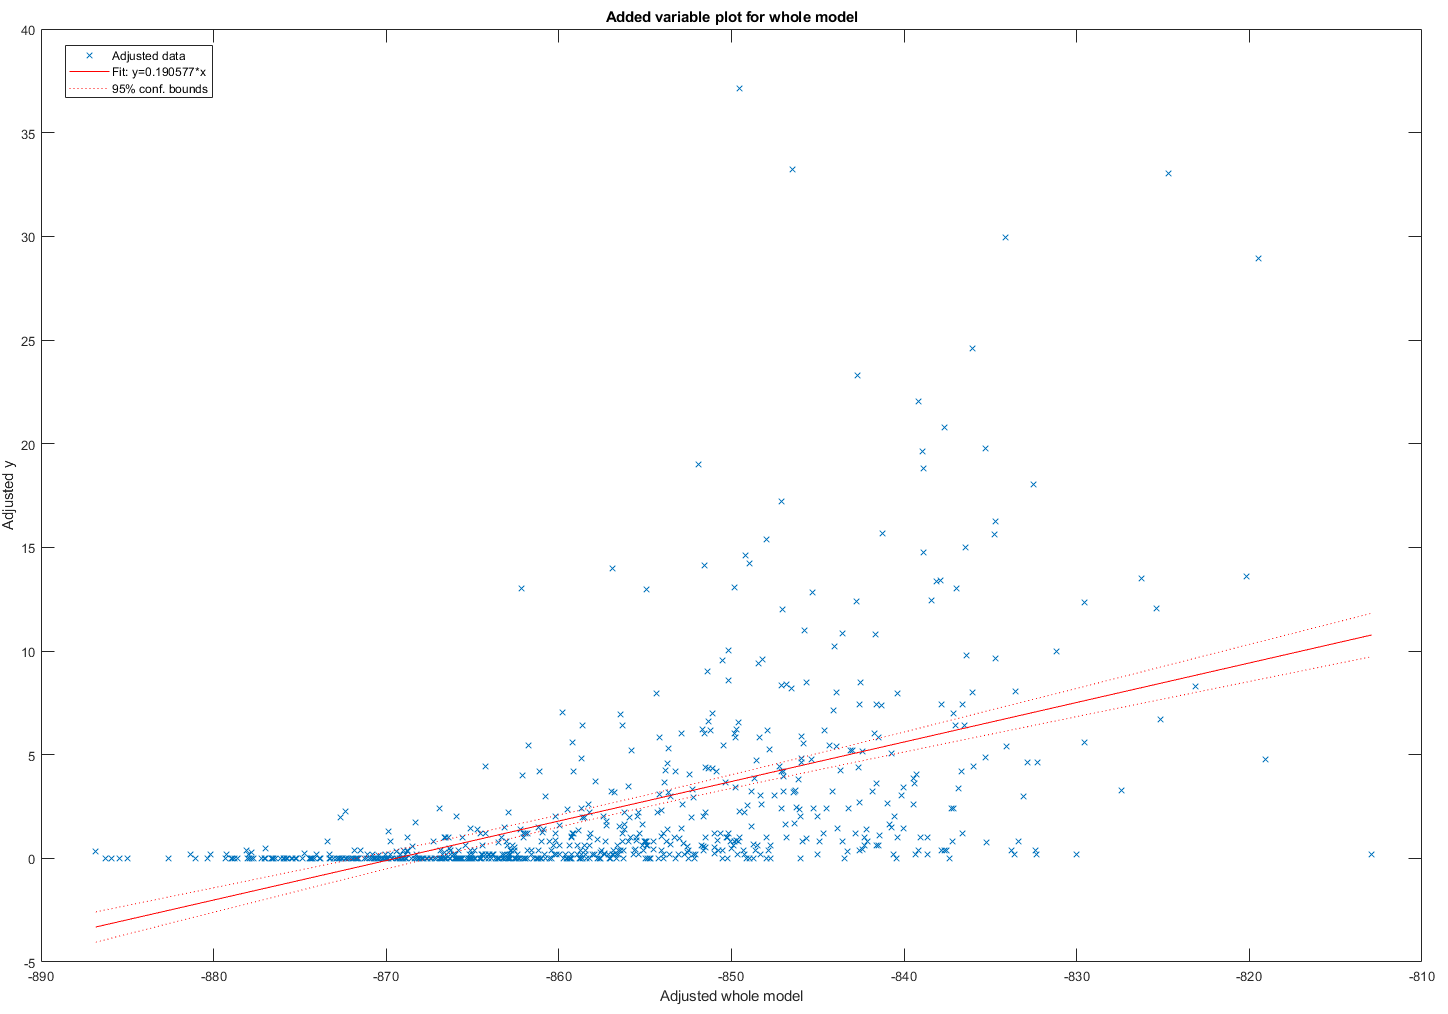 Added variable plot for whole model
Adjusted data
Fit: y=0.190577*x
95% conf. bounds
40
35
30
25
20
15
10
5
0
-5
Adjusted y
-890 -880 -870 -860 -850 -840 -830 -820 -810
Adjusted whole model